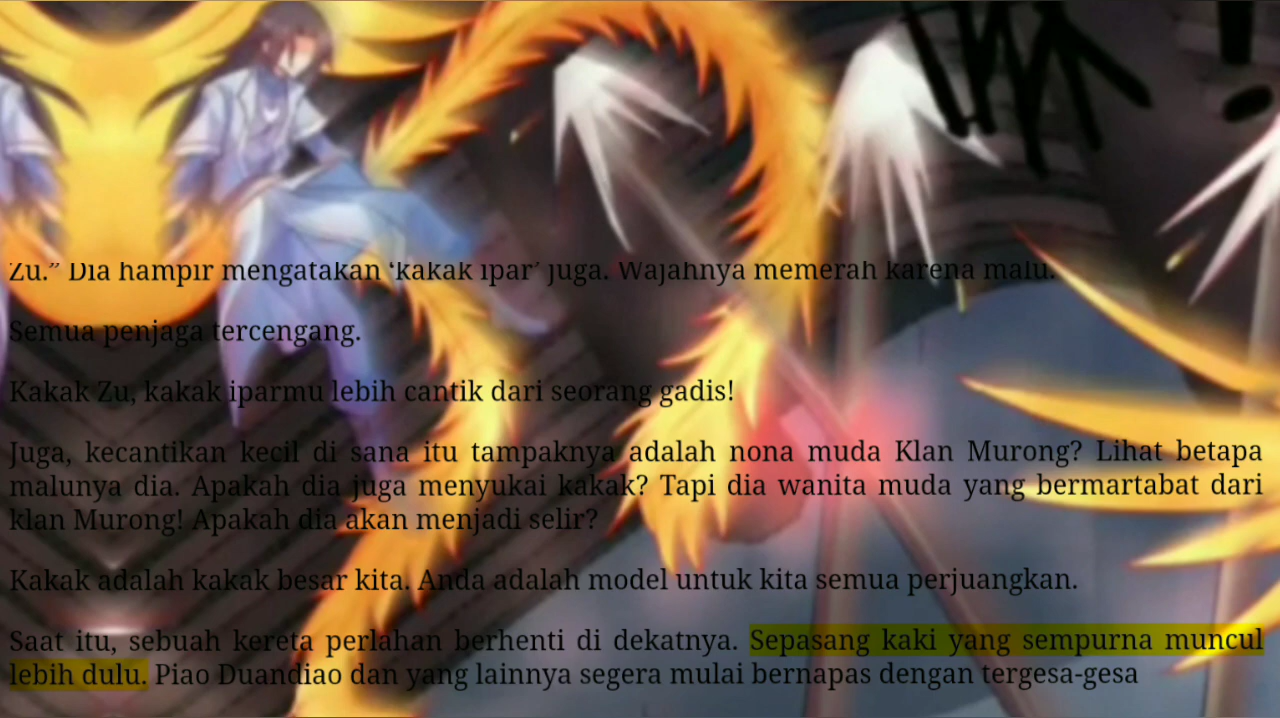 Zu.” Dia hampir mengatakan ‘kakak ipar’ juga. Wajahnya memerah karena malu.
Semua penjaga tercengang.
Kakak Zu, kakak iparmu lebih cantik dari seorang gadis!
Juga, kecantikan kecil di sana itu tampaknya adalah nona muda Klan Murong? Lihat betapa
malunya dia. Apakah dia juga menyukai kakak? Tapi dia wanita muda yang bermartabat dari
klan Murong! Apakah dia akan menjadi selir?
Kakak adalah kakak besar kita. Anda adalah model untuk kita semua perjuangkan.
Saat itu, sebuah kereta perlahan berhenti di dekatnya. Sepasang kaki yang sempurna muncul
lebih dulu. Piao Duandiao dan yang lainnya segera mulai bernapas dengan tergesa-gesa